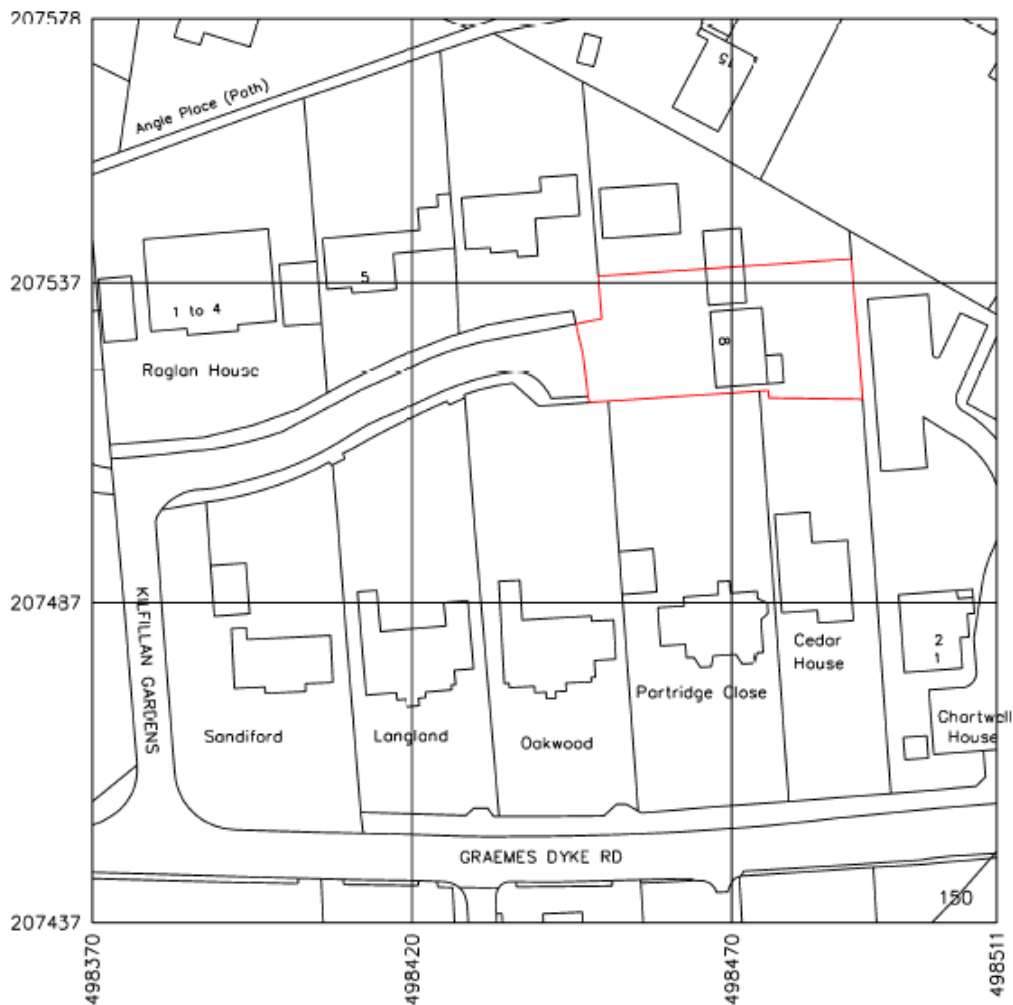 207578
15
Angle Place (Path)
207537
5
1 to 4
8
Raglan House
207487
KILFILLAN GARDENS
Cedar
House
2
1
Partridge Close
Sandiford
Langland
Oakwood
Chartwell
House
GRAEMES DYKE RD
150
207437
498370
498420
498470
498511